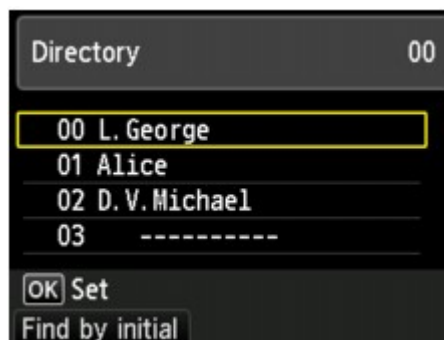 Directory 00
00 L.George
01 Alice
02 D.V.Michael
03 ----------
OK Set
Find by initial